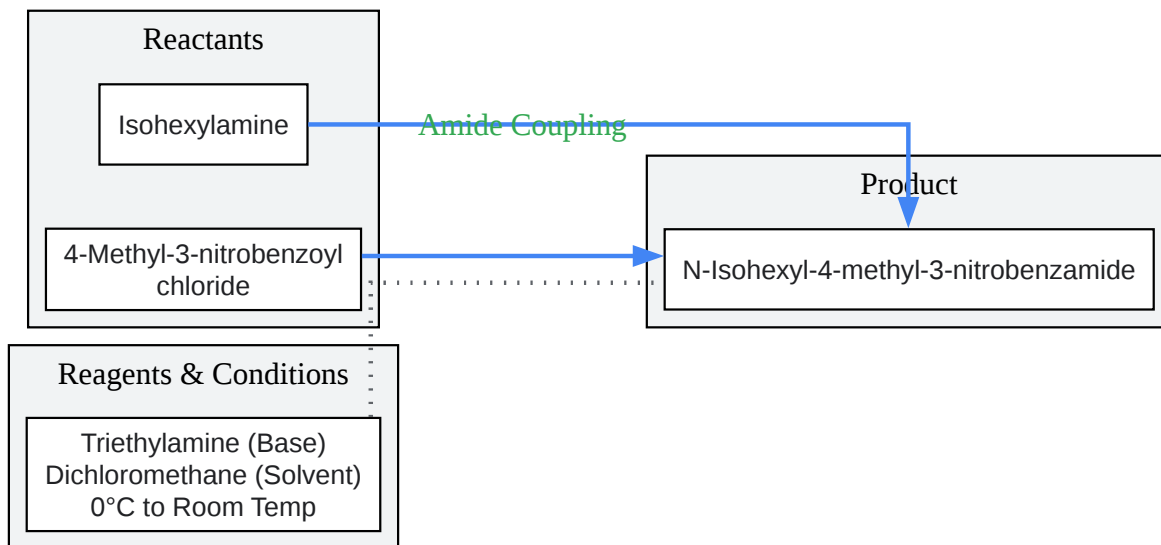 Reactants
Isohexylamine
Amide Coupling
4-Methyl-3-nitrobenzoyl
chloride
Product
N-Isohexyl-4-methyl-3-nitrobenzamide
Reagents & Conditions
Triethylamine (Base)
Dichloromethane (Solvent)
0°C to Room Temp